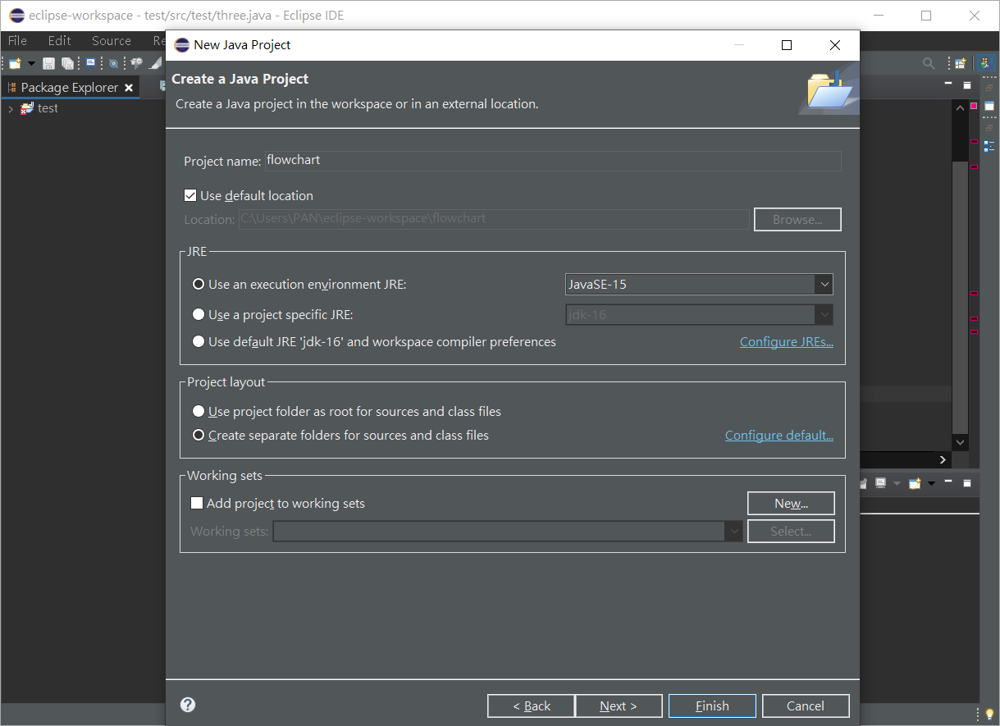 eclipse-workspace - test/src/test/three.java - Eclipse IDE
File Edit Source Re
New Java Project
Package Explorer
test
Create a Java Project
Create a Java project in the workspace or in an external location.
Project name: flowchart
Use default location
Location: C:\Users\PAN\eclipse-workspace\flowchart Browse...
JRE
Use an execution environment JRE: JavaSE-15
Use a project specific JRE: jdk-16
Use default JRE 'jdk-16' and workspace compiler preferences Configure JREs...
Project layout
Use project folder as root for sources and class files
Create separate folders for sources and class files Configure default...
Working sets
Add project to working sets New...
Working sets: Select...
< Back Next > Finish Cancel